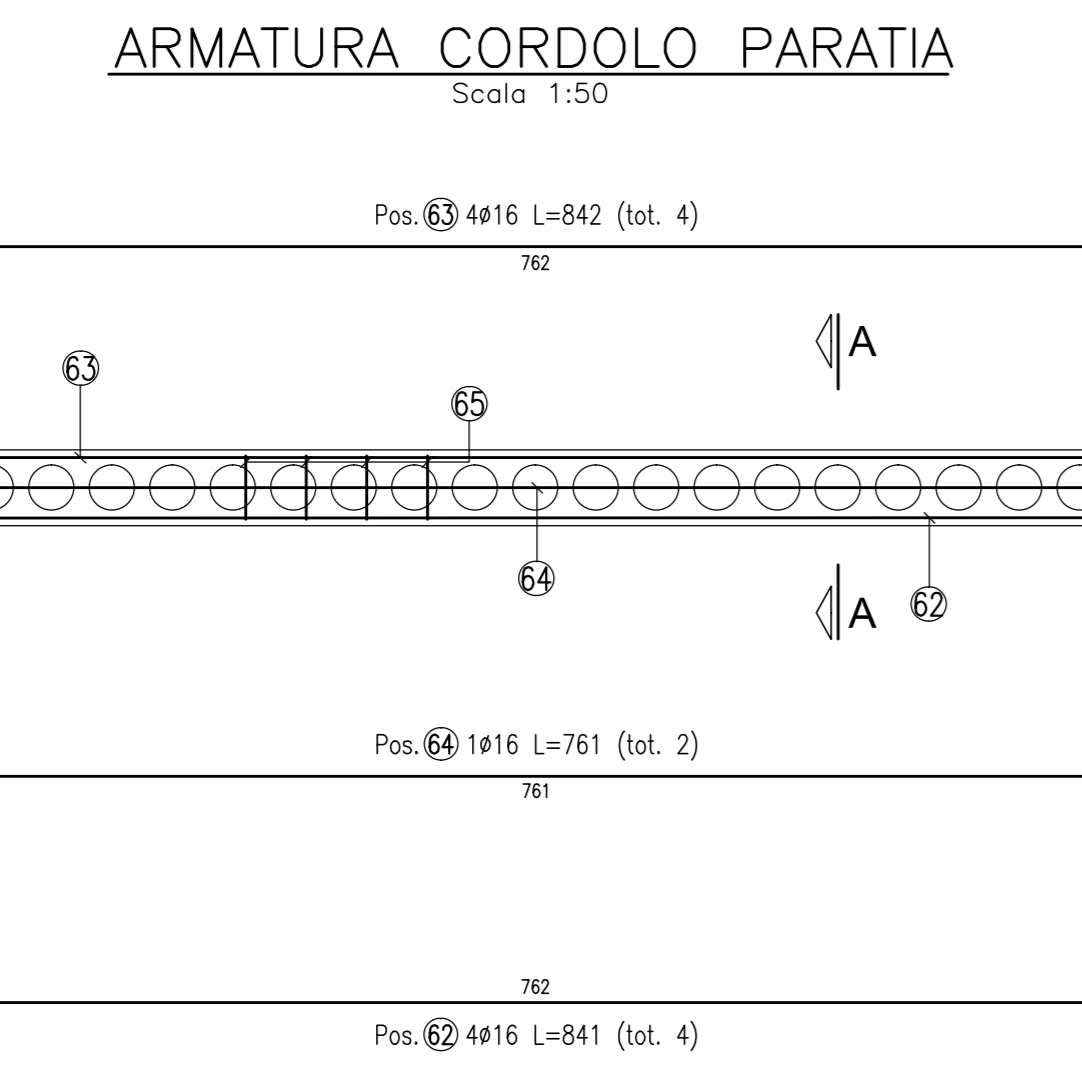 ARMATURA CORDOLO PARATIA
Scala 1:50
Pos. 63 4ø16 L=842 (tot. 4)
762
A
63
65
64
62
A
Pos. 64 1ø16 L=761 (tot. 2)
761
762
Pos. 62 4ø16 L=841 (tot. 4)